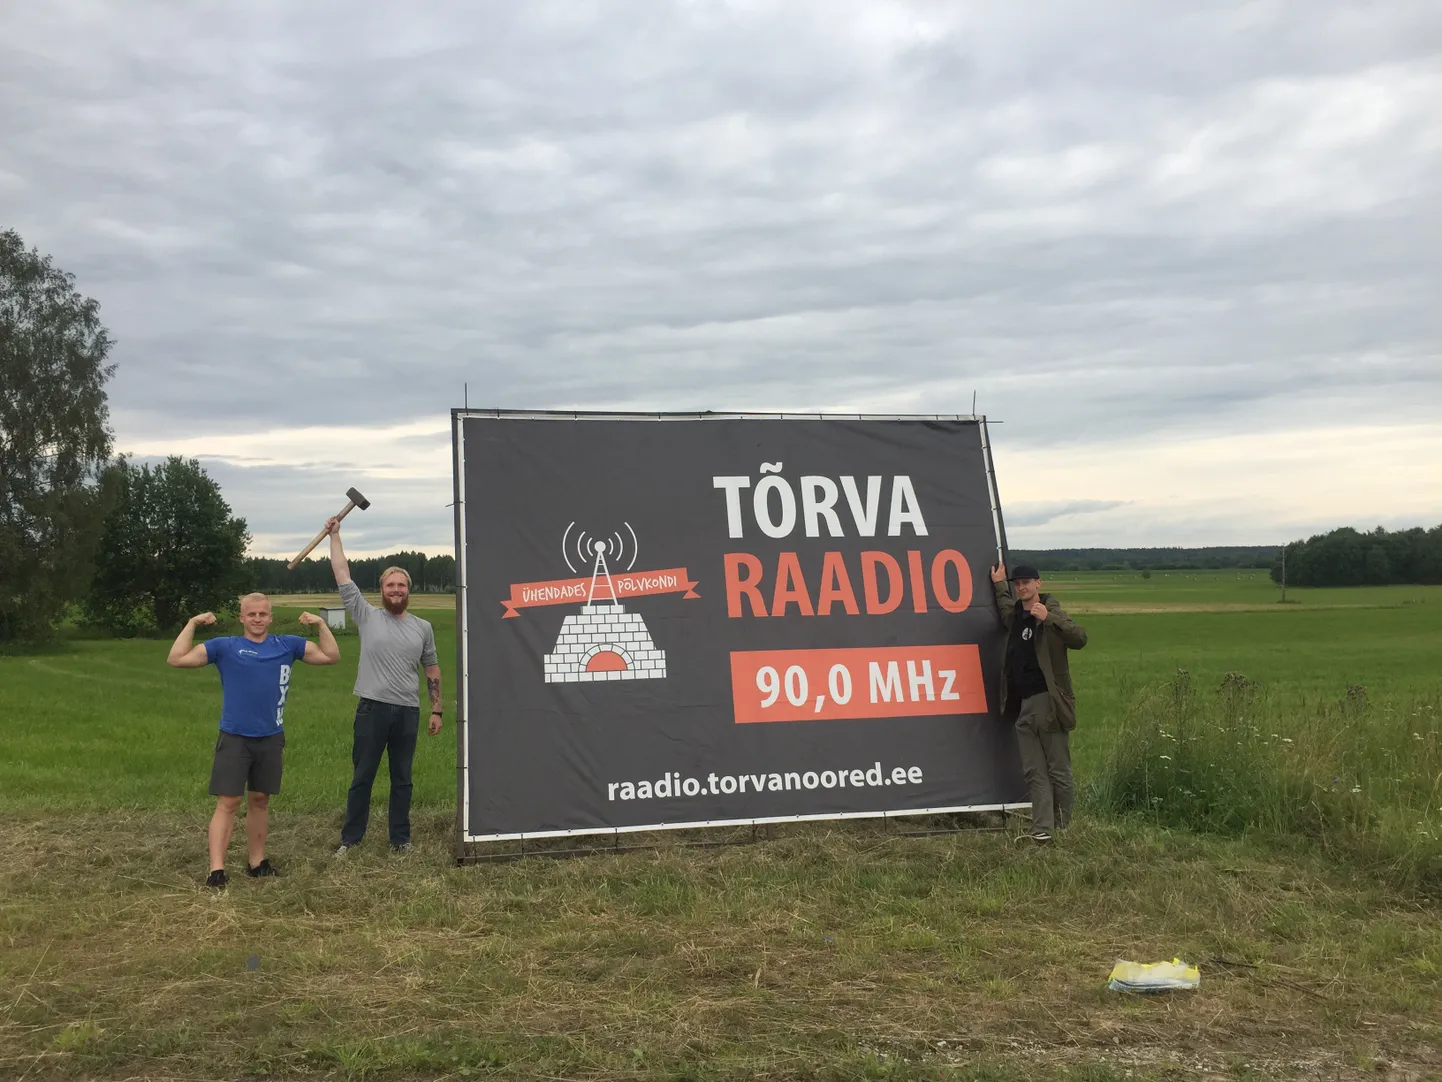 TÕRVA
RAADIO
ÜHENDADES PÕLVKONDI
90,0 MHz
raadio.torvanoored.ee